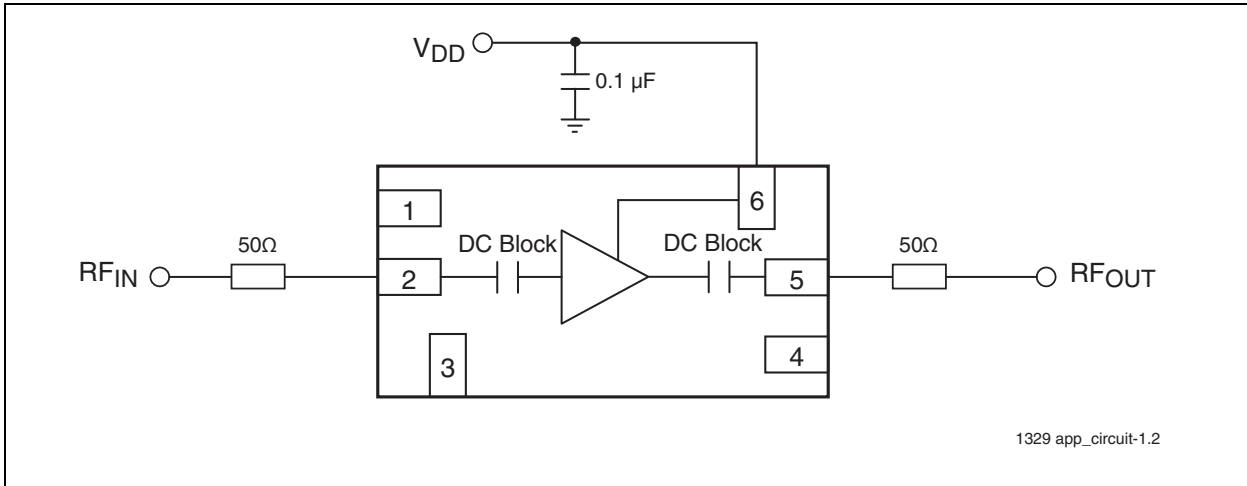 VDD
0.1 µF
1
6
DC Block
DC Block
50Ω
50Ω
RFIN
2
5
RFOUT
3
4
1329 app_circuit-1.2